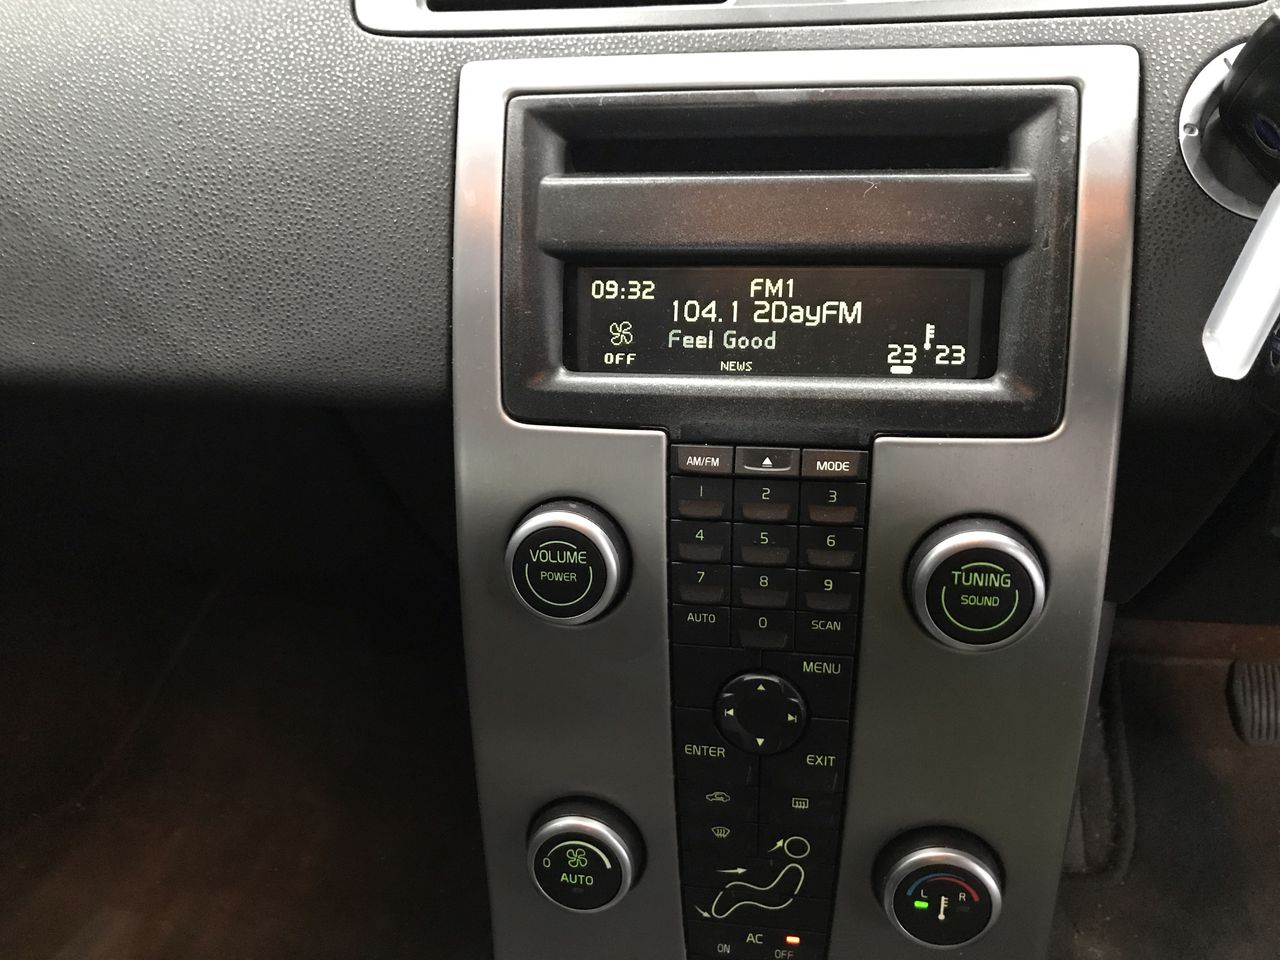 09:32 FM1
104.1 2DayFM
Feel Good
OFF NEWS 23 23
AM/FM MODE
1 2 3
4 5 6
7 8 9
AUTO 0 SCAN
MENU
ENTER EXIT
VOLUME
POWER
TUNING
SOUND
0
AUTO
L R
AC
ON OFF